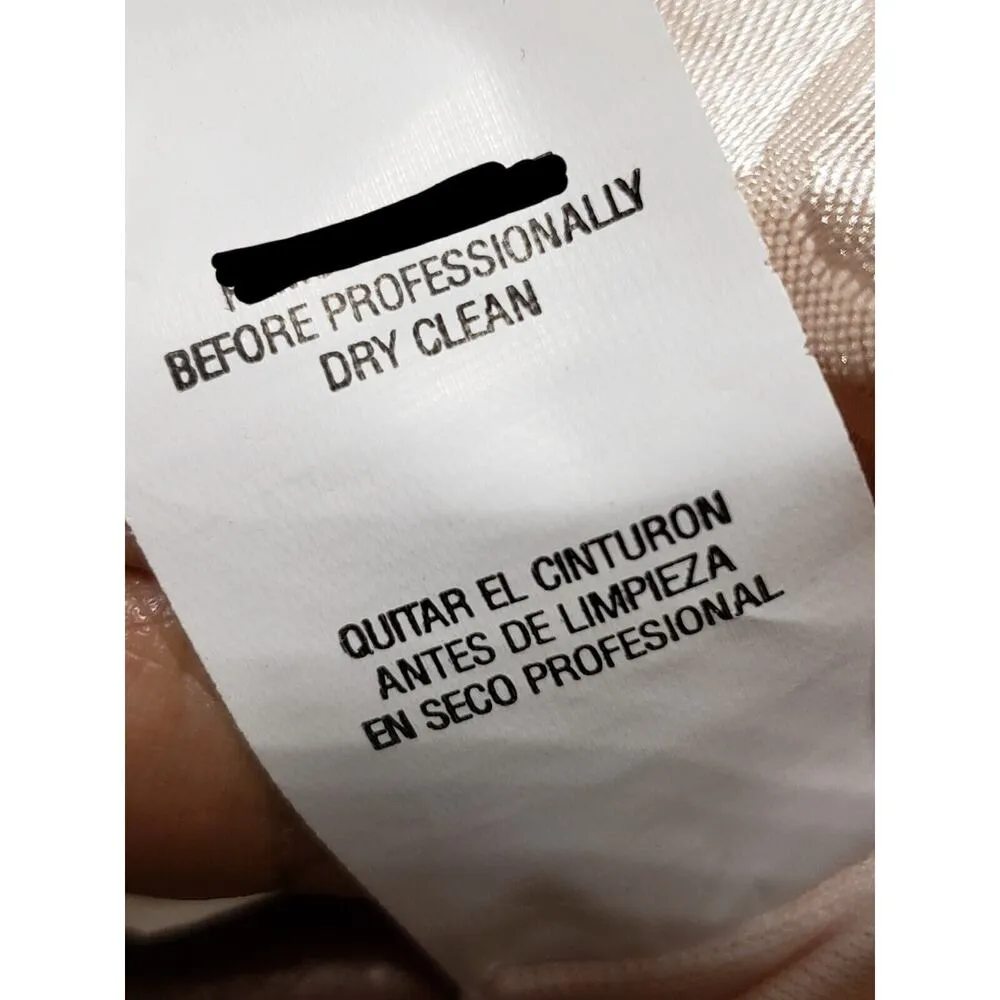 BEFORE PROFESSIONALLY
DRY CLEAN
QUITAR EL CINTURON
ANTES DE LIMPIEZA
EN SECO PROFESIONAL